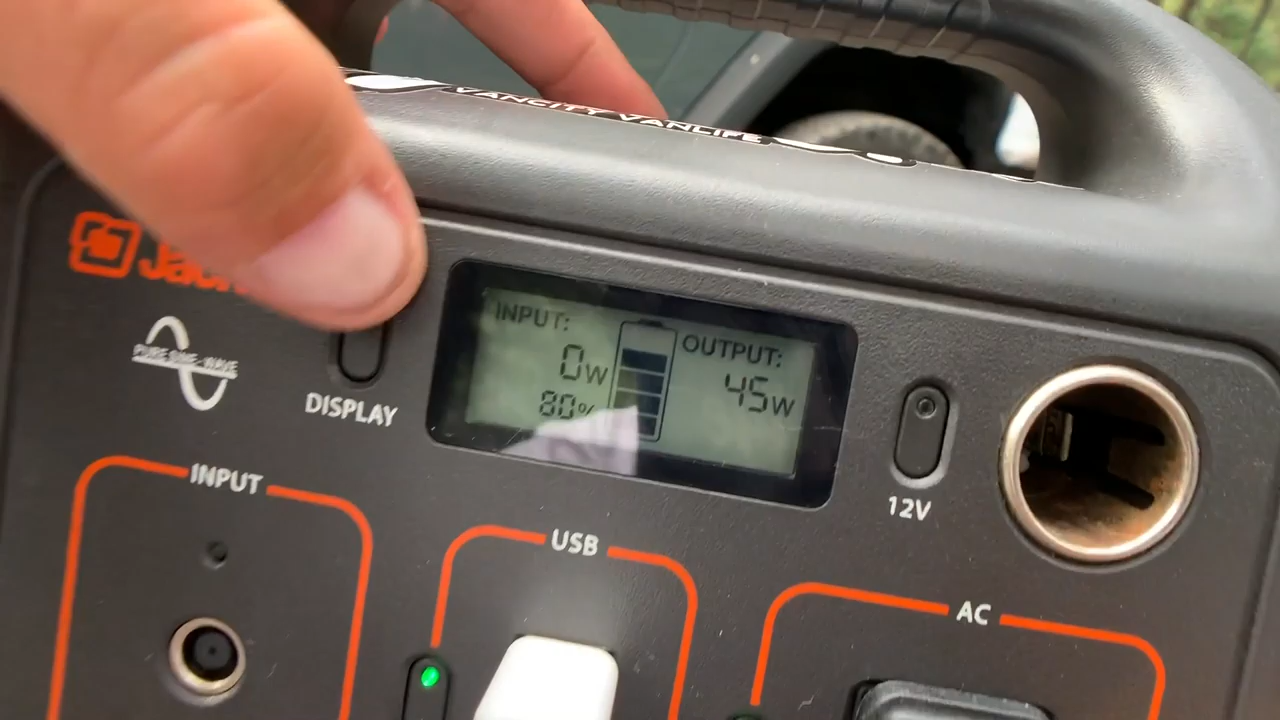 VANCITY VANLIFE
PURE SINE-WAVE
DISPLAY
INPUT:
0W
80%
OUTPUT:
45W
12V
INPUT
USB
AC